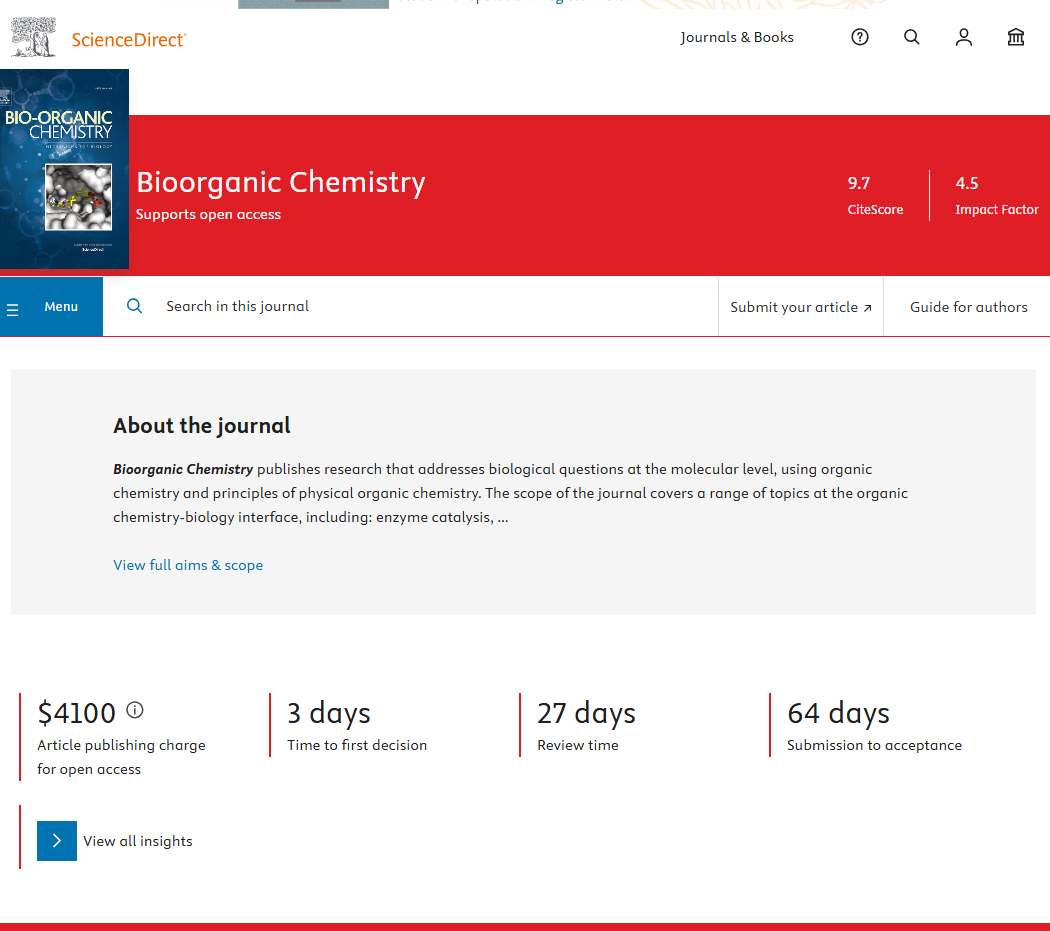 ScienceDirect
Journals & Books
BIO-ORGANIC
CHEMISTRY
ScienceDirect
Bioorganic Chemistry
Supports open access
9.7
CiteScore
4.5
Impact Factor
Menu
Search in this journal
Submit your article ↗
Guide for authors
About the journal
Bioorganic Chemistry publishes research that addresses biological questions at the molecular level, using organic
chemistry and principles of physical organic chemistry. The scope of the journal covers a range of topics at the organic
chemistry-biology interface, including: enzyme catalysis, ...
View full aims & scope
$4100
Article publishing charge
for open access
3 days
Time to first decision
27 days
Review time
64 days
Submission to acceptance
View all insights